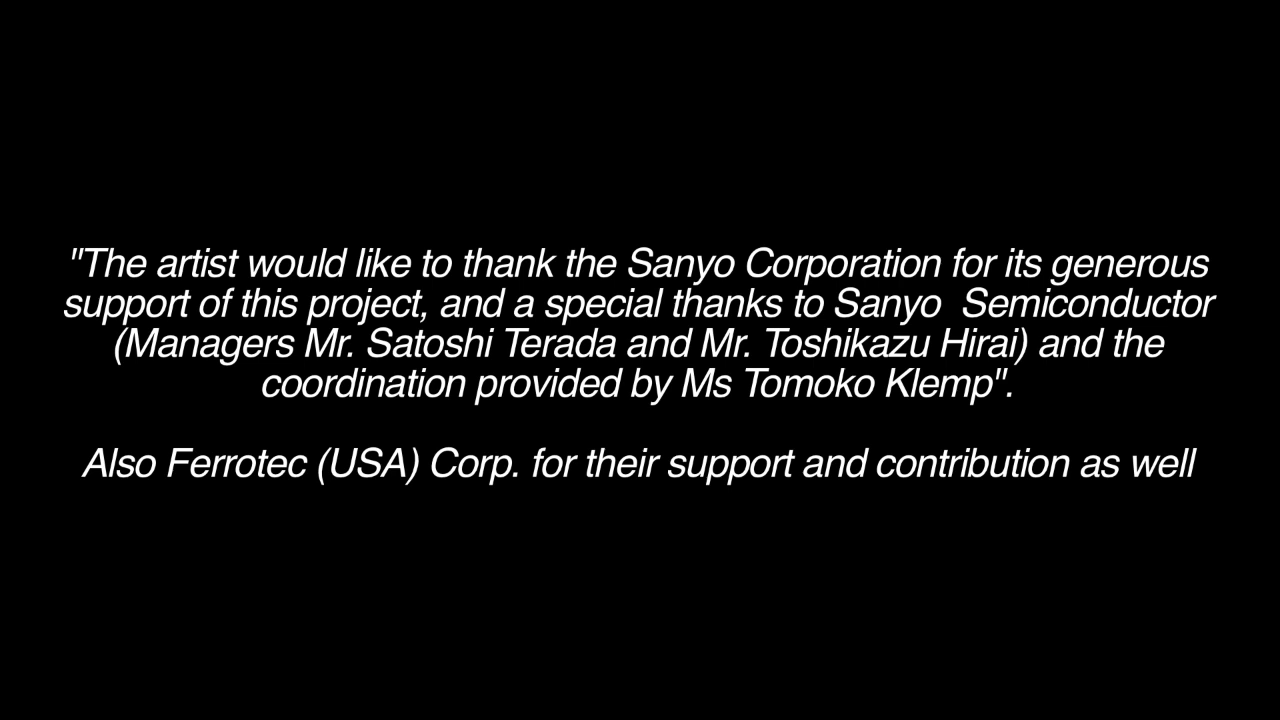 "The artist would like to thank the Sanyo Corporation for its generous
support of this project, and a special thanks to Sanyo  Semiconductor
(Managers Mr. Satoshi Terada and Mr. Toshikazu Hirai) and the
coordination provided by Ms Tomoko Klemp".
Also Ferrotec (USA) Corp. for their support and contribution as well